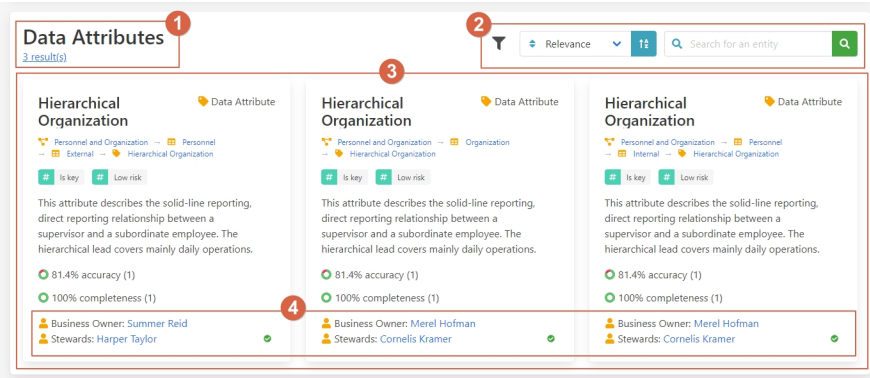 1
Data Attributes
3 result(s)
2
Relevance
Search for an entity
3
Hierarchical
Organization
Data Attribute
Personnel and Organization → Personnel
→ External → Hierarchical Organization
# Is key # Low risk
This attribute describes the solid-line reporting,
direct reporting relationship between a
supervisor and a subordinate employee. The
hierarchical lead covers mainly daily operations.
81.4% accuracy (1)
100% completeness (1)
Business Owner: Summer Reid
Stewards: Harper Taylor
Hierarchical
Organization
Data Attribute
Personnel and Organization → Organization
→ Hierarchical Organization
# Is key # Low risk
This attribute describes the solid-line reporting,
direct reporting relationship between a
supervisor and a subordinate employee. The
hierarchical lead covers mainly daily operations.
81.4% accuracy (1)
100% completeness (1)
4
Business Owner: Merel Hofman
Stewards: Cornelis Kramer
Hierarchical
Organization
Data Attribute
Personnel and Organization → Personnel
→ Internal → Hierarchical Organization
# Is key # Low risk
This attribute describes the solid-line reporting,
direct reporting relationship between a
supervisor and a subordinate employee. The
hierarchical lead covers mainly daily operations.
81.4% accuracy (1)
100% completeness (1)
Business Owner: Merel Hofman
Stewards: Cornelis Kramer